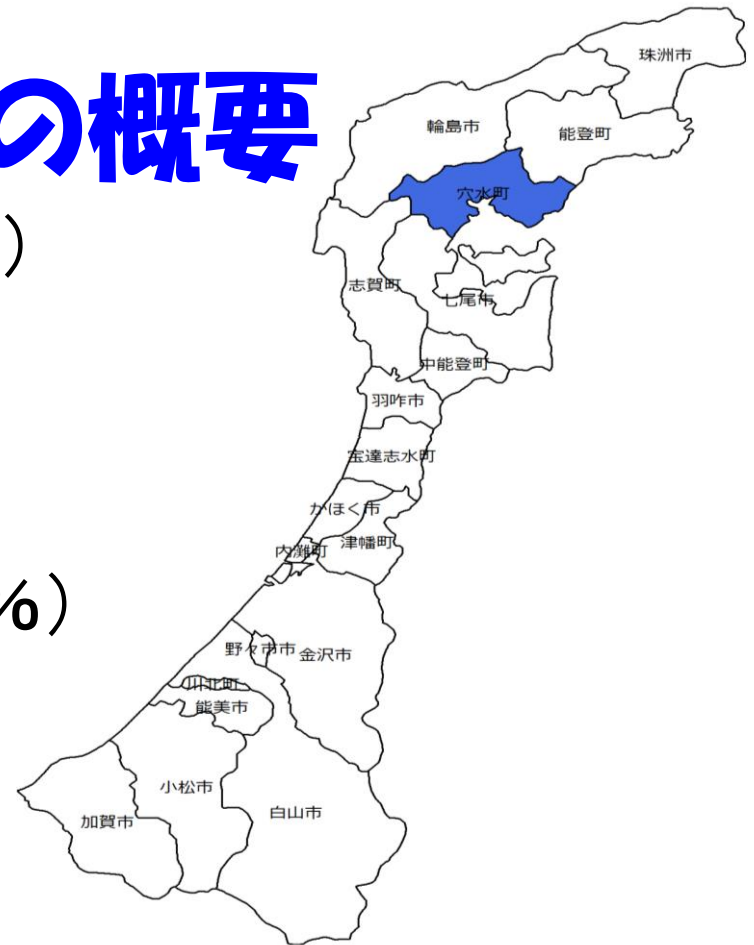 の概要
）
%）
珠洲市
輪島市
能登町
穴水町
志賀町
七尾市
中能登町
羽咋市
宝達志水町
かほく市
津幡町
内灘町
野々市市
金沢市
川北町
能美市
小松市
白山市
加賀市